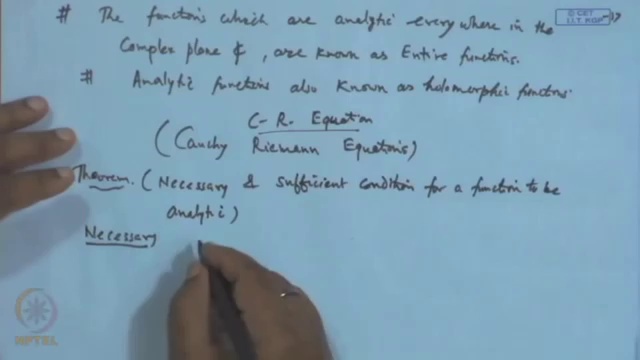 # The functions which are analytic every where in the
Complex plane ₵, are known as Entire functions.
# Analytic functions also known as holomorphic functions
C-R. Equation
(Cauchy Riemann Equations)
Theorem. (Necessary & sufficient condition for a function to be
analytic)
Necessary
© CET
I.I.T. KGP
NPTEL